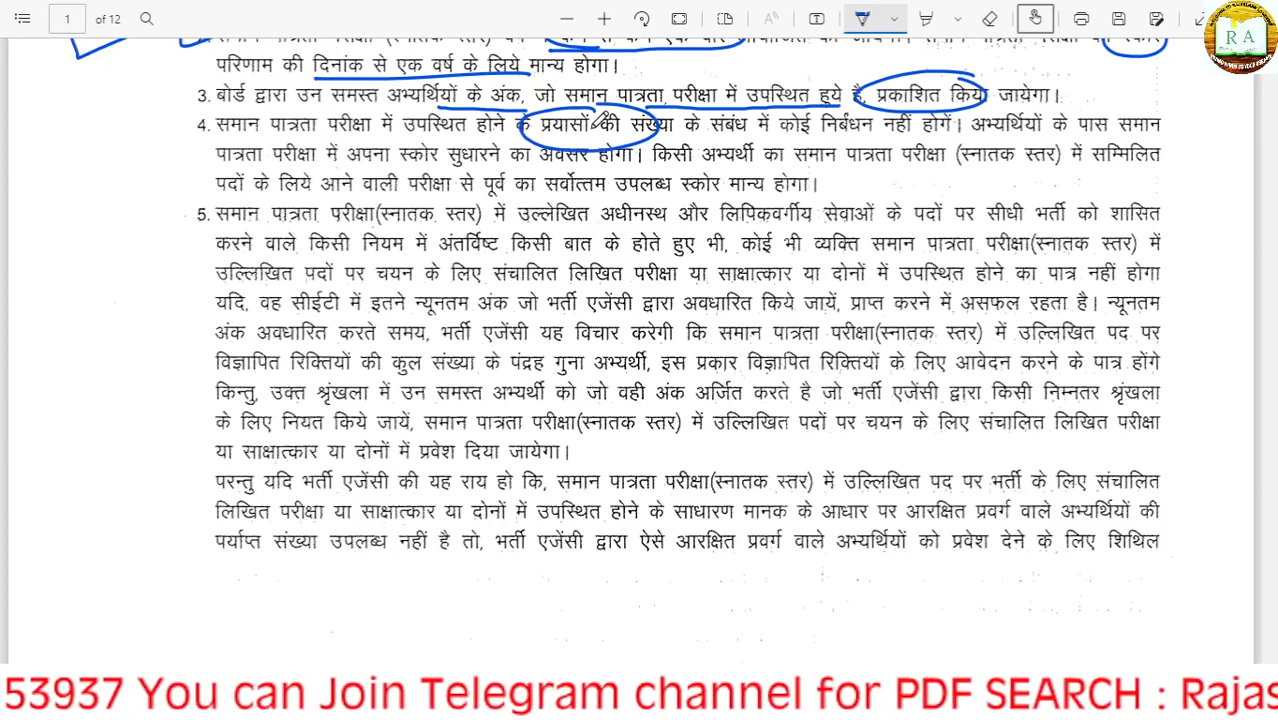 1 of 12
RA
परिणाम की दिनांक से एक वर्ष के लिये मान्य होगा।
3. बोर्ड द्वारा उन समस्त अभ्यर्थियों के अंक, जो समान पात्रता परीक्षा में उपस्थित हुये है, प्रकाशित किया जायेगा।
4. समान पात्रता परीक्षा में उपस्थित होने के प्रयासों की संख्या के संबंध में कोई निर्बंधन नहीं होगें। अभ्यर्थियों के पास समान
पात्रता परीक्षा में अपना स्कोर सुधारने का अवसर होगा। किसी अभ्यर्थी का समान पात्रता परीक्षा (स्नातक स्तर) में सम्मिलित
पदों के लिये आने वाली परीक्षा से पूर्व का सर्वोत्तम उपलब्ध स्कोर मान्य होगा।
5. समान पात्रता परीक्षा(स्नातक स्तर) में उल्लेखित अधीनस्थ और लिपिकवर्गीय सेवाओं के पदों पर सीधी भर्ती को शासित
करने वाले किसी नियम में अंतर्विष्ट किसी बात के होते हुए भी, कोई भी व्यक्ति समान पात्रता परीक्षा(स्नातक स्तर) में
उल्लिखित पदों पर चयन के लिए संचालित लिखित परीक्षा या साक्षात्कार या दोनों में उपस्थित होने का पात्र नहीं होगा
यदि, वह सीईटी में इतने न्यूनतम अंक जो भर्ती एजेंसी द्वारा अवधारित किये जायें, प्राप्त करने में असफल रहता है। न्यूनतम
अंक अवधारित करते समय, भर्ती एजेंसी यह विचार करेगी कि समान पात्रता परीक्षा(स्नातक स्तर) में उल्लिखित पद पर
विज्ञापित रिक्तियों की कुल संख्या के पंद्रह गुना अभ्यर्थी, इस प्रकार विज्ञापित रिक्तियों के लिए आवेदन करने के पात्र होंगे
किन्तु, उक्त श्रृंखला में उन समस्त अभ्यर्थी को जो वही अंक अर्जित करते है जो भर्ती एजेंसी द्वारा किसी निम्नतर श्रृंखला
के लिए नियत किये जायें, समान पात्रता परीक्षा(स्नातक स्तर) में उल्लिखित पदों पर चयन के लिए संचालित लिखित परीक्षा
या साक्षात्कार या दोनों में प्रवेश दिया जायेगा।
परन्तु यदि भर्ती एजेंसी की यह राय हो कि, समान पात्रता परीक्षा(स्नातक स्तर) में उल्लिखित पद पर भर्ती के लिए संचालित
लिखित परीक्षा या साक्षात्कार या दोनों में उपस्थित होने के साधारण मानक के आधार पर आरक्षित प्रवर्ग वाले अभ्यर्थियों की
पर्याप्त संख्या उपलब्ध नहीं है तो, भर्ती एजेंसी द्वारा ऐसे आरक्षित प्रवर्ग वाले अभ्यर्थियों को प्रवेश देने के लिए शिथिल
53937 You can Join Telegram channel for PDF SEARCH : Rajas